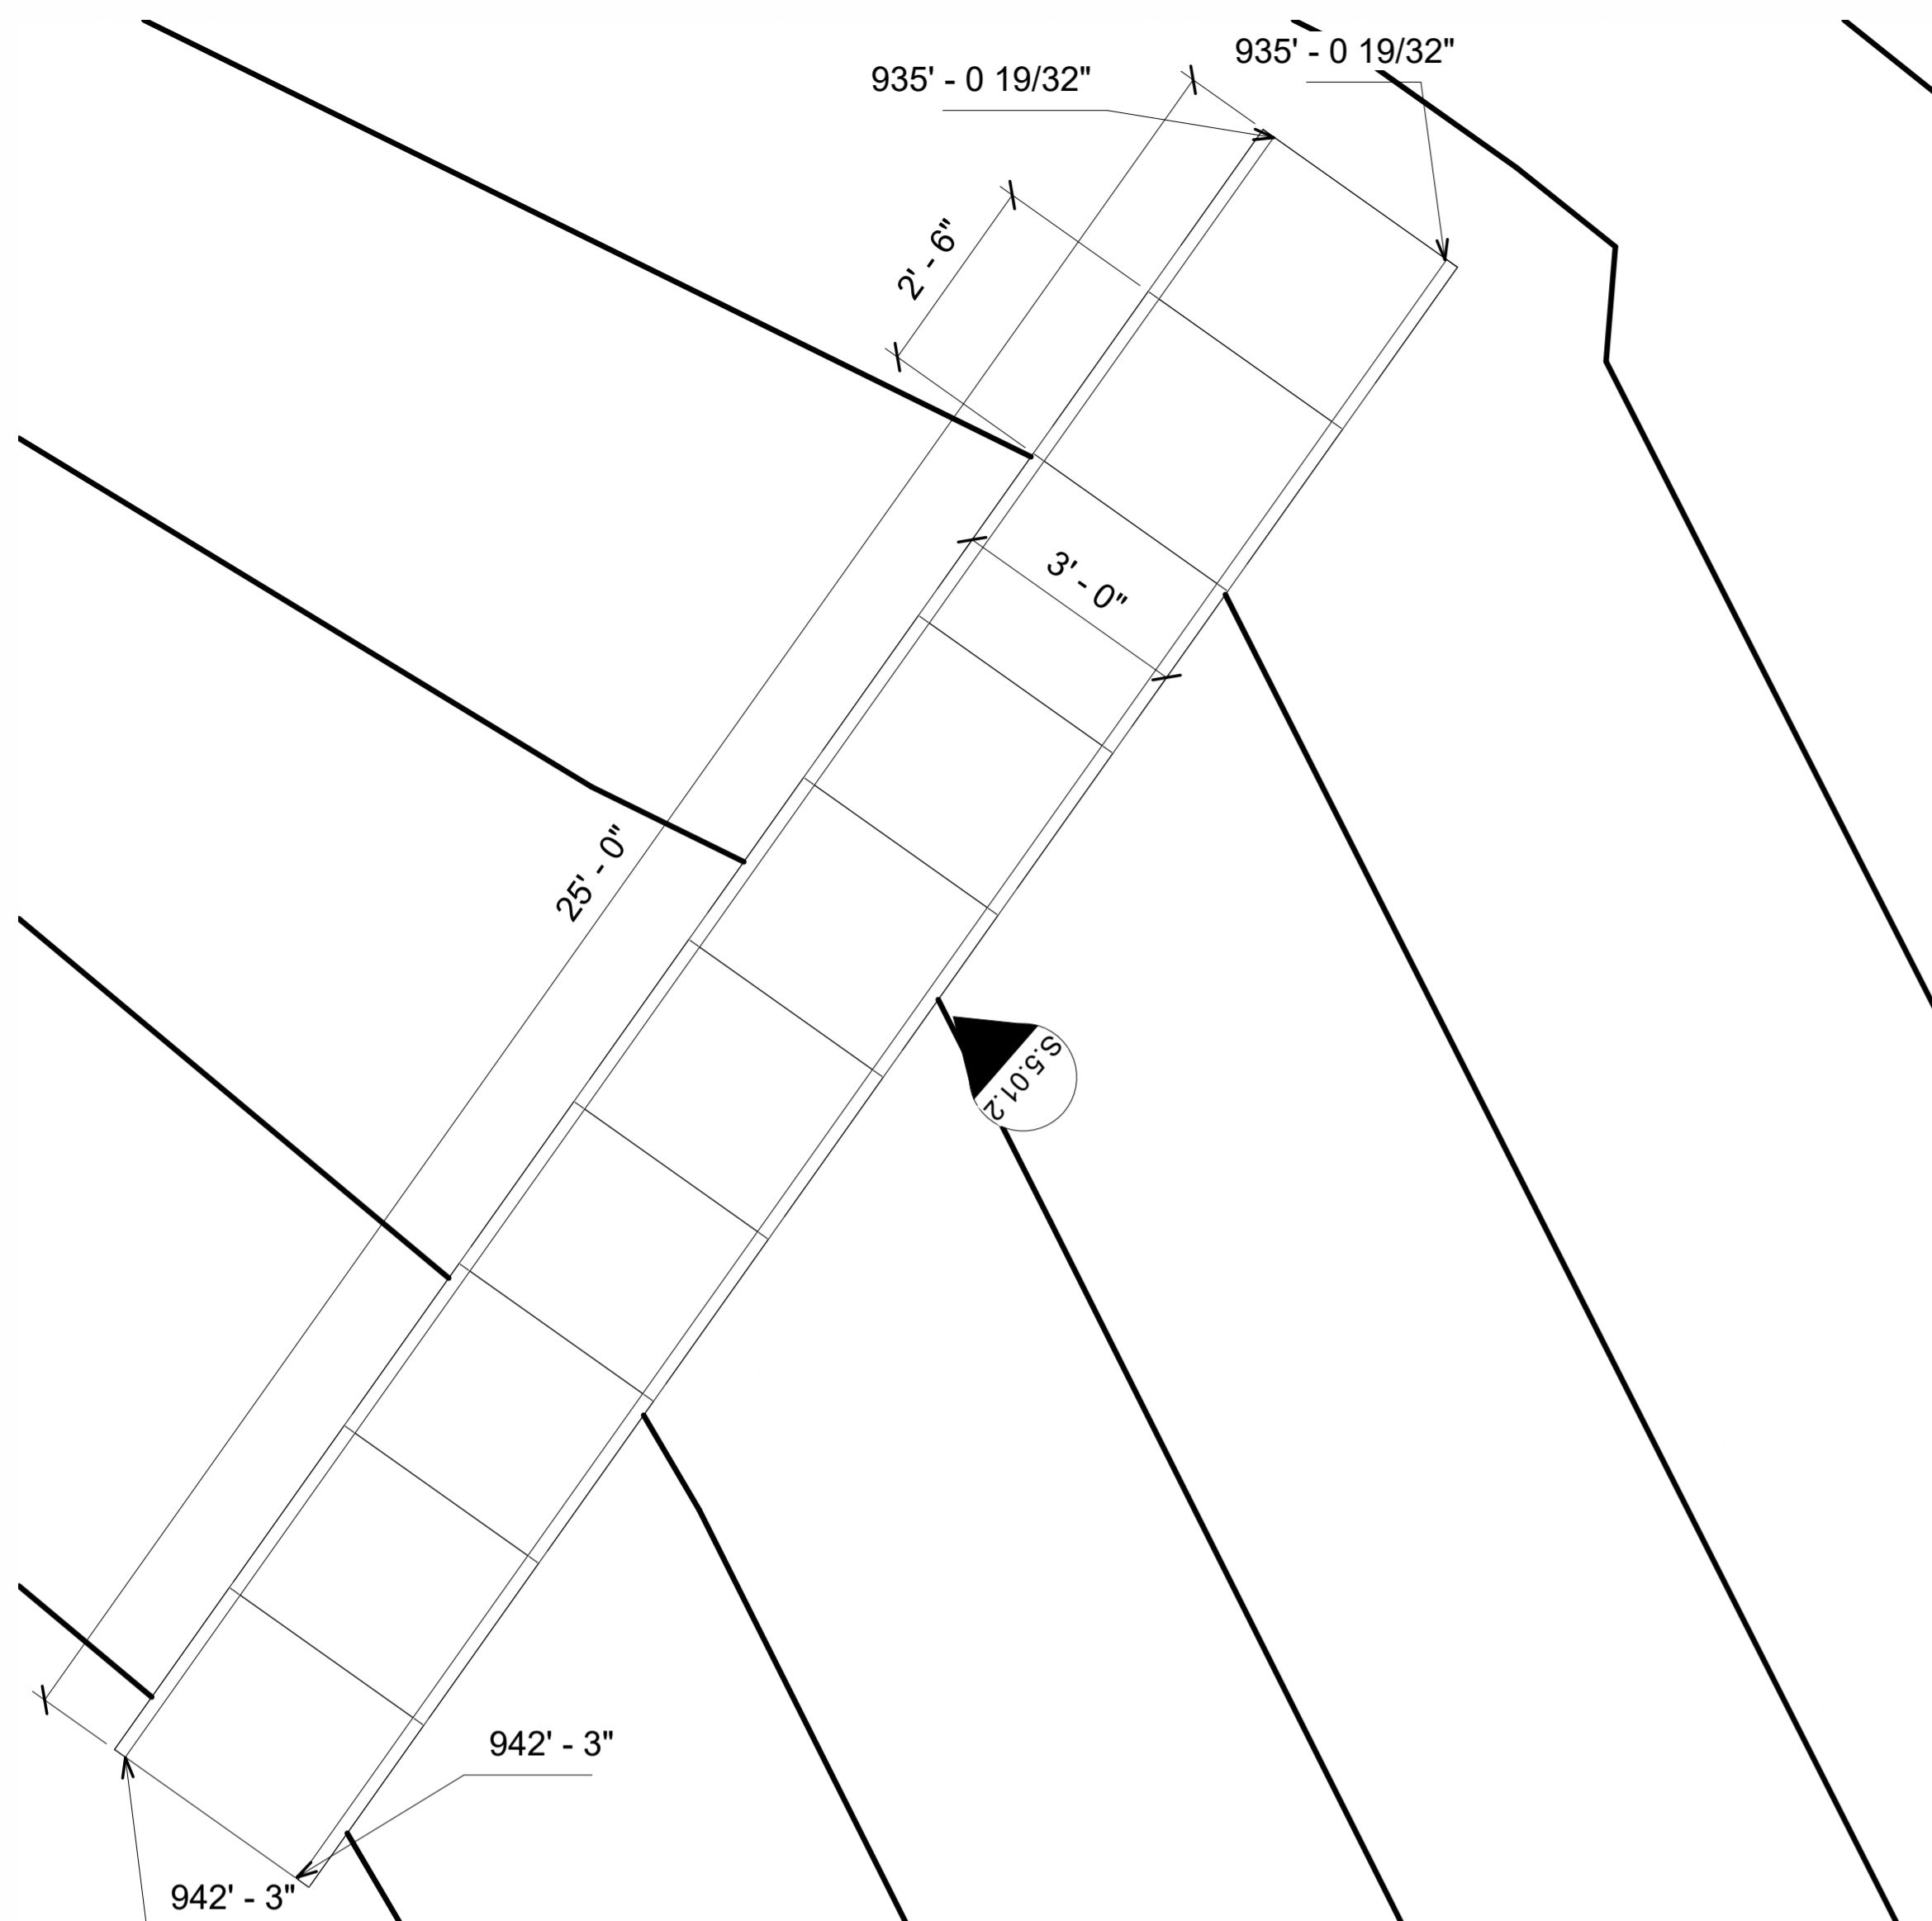 935' - 0 19/32"
935' - 0 19/32"
2' - 6"
3' - 0"
25' - 0"
S.5.01.2
942' - 3"
942' - 3"